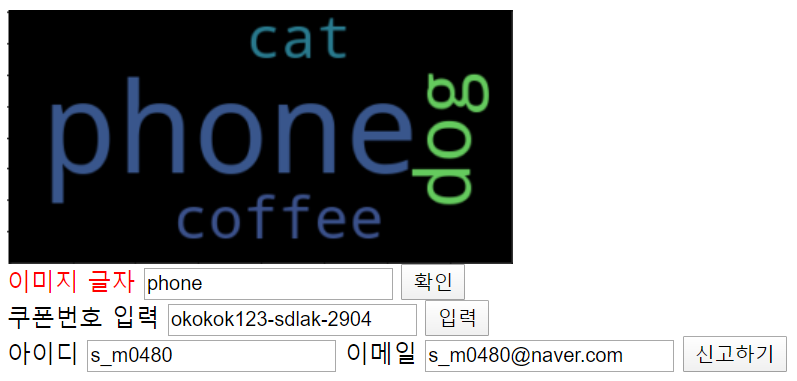 cat
phone
dog
coffee
이미지 글자 phone 확인
쿠폰번호 입력 okokok123-sdlak-2904 입력
아이디 s_m0480 이메일 s_m0480@naver.com 신고하기